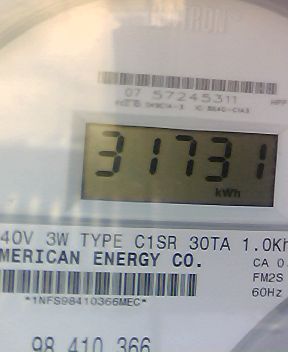 07 57245311
31731
kWh
40V 3W TYPE C1SR 30TA 1.0Kh
MERICAN ENERGY CO.
CA 0
FM2S
*1NFS98410366MEC*
60Hz
98 410 366